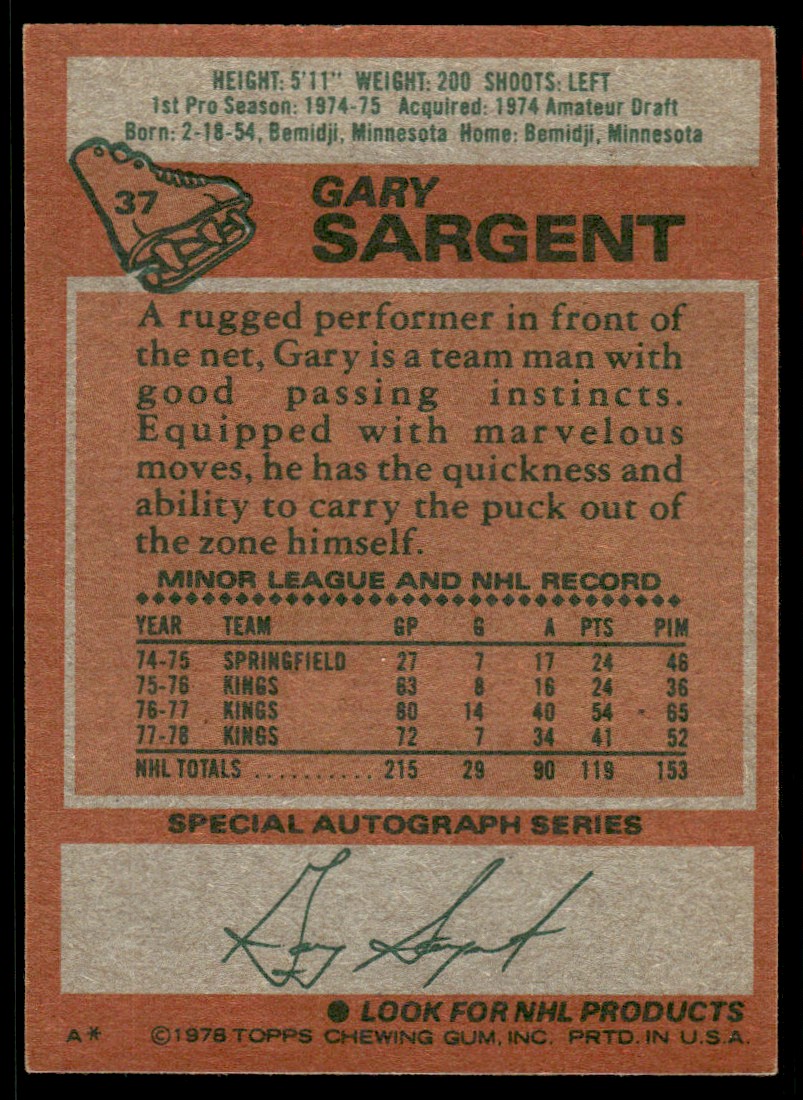 HEIGHT: 5'11" WEIGHT: 200 SHOOTS: LEFT
1st Pro Season: 1974-75 Acquired: 1974 Amateur Draft
Born: 2-18-54, Bemidji, Minnesota Home: Bemidji, Minnesota
37
GARY
SARGENT
A rugged performer in front of
the net, Gary is a team man with
good passing instincts.
Equipped with marvelous
moves, he has the quickness and
ability to carry the puck out of
the zone himself.
MINOR LEAGUE AND NHL RECORD
YEAR TEAM GP G A PTS PIM
74-75 SPRINGFIELD 27 7 17 24 46
75-76 KINGS 63 8 16 24 36
76-77 KINGS 80 14 40 54 65
77-78 KINGS 72 7 34 41 52
NHL TOTALS ........... 215 29 90 119 153
SPECIAL AUTOGRAPH SERIES
Gary Sargent
● LOOK FOR NHL PRODUCTS
A* ©1978 TOPPS CHEWING GUM, INC. PRTD. IN U.S.A.